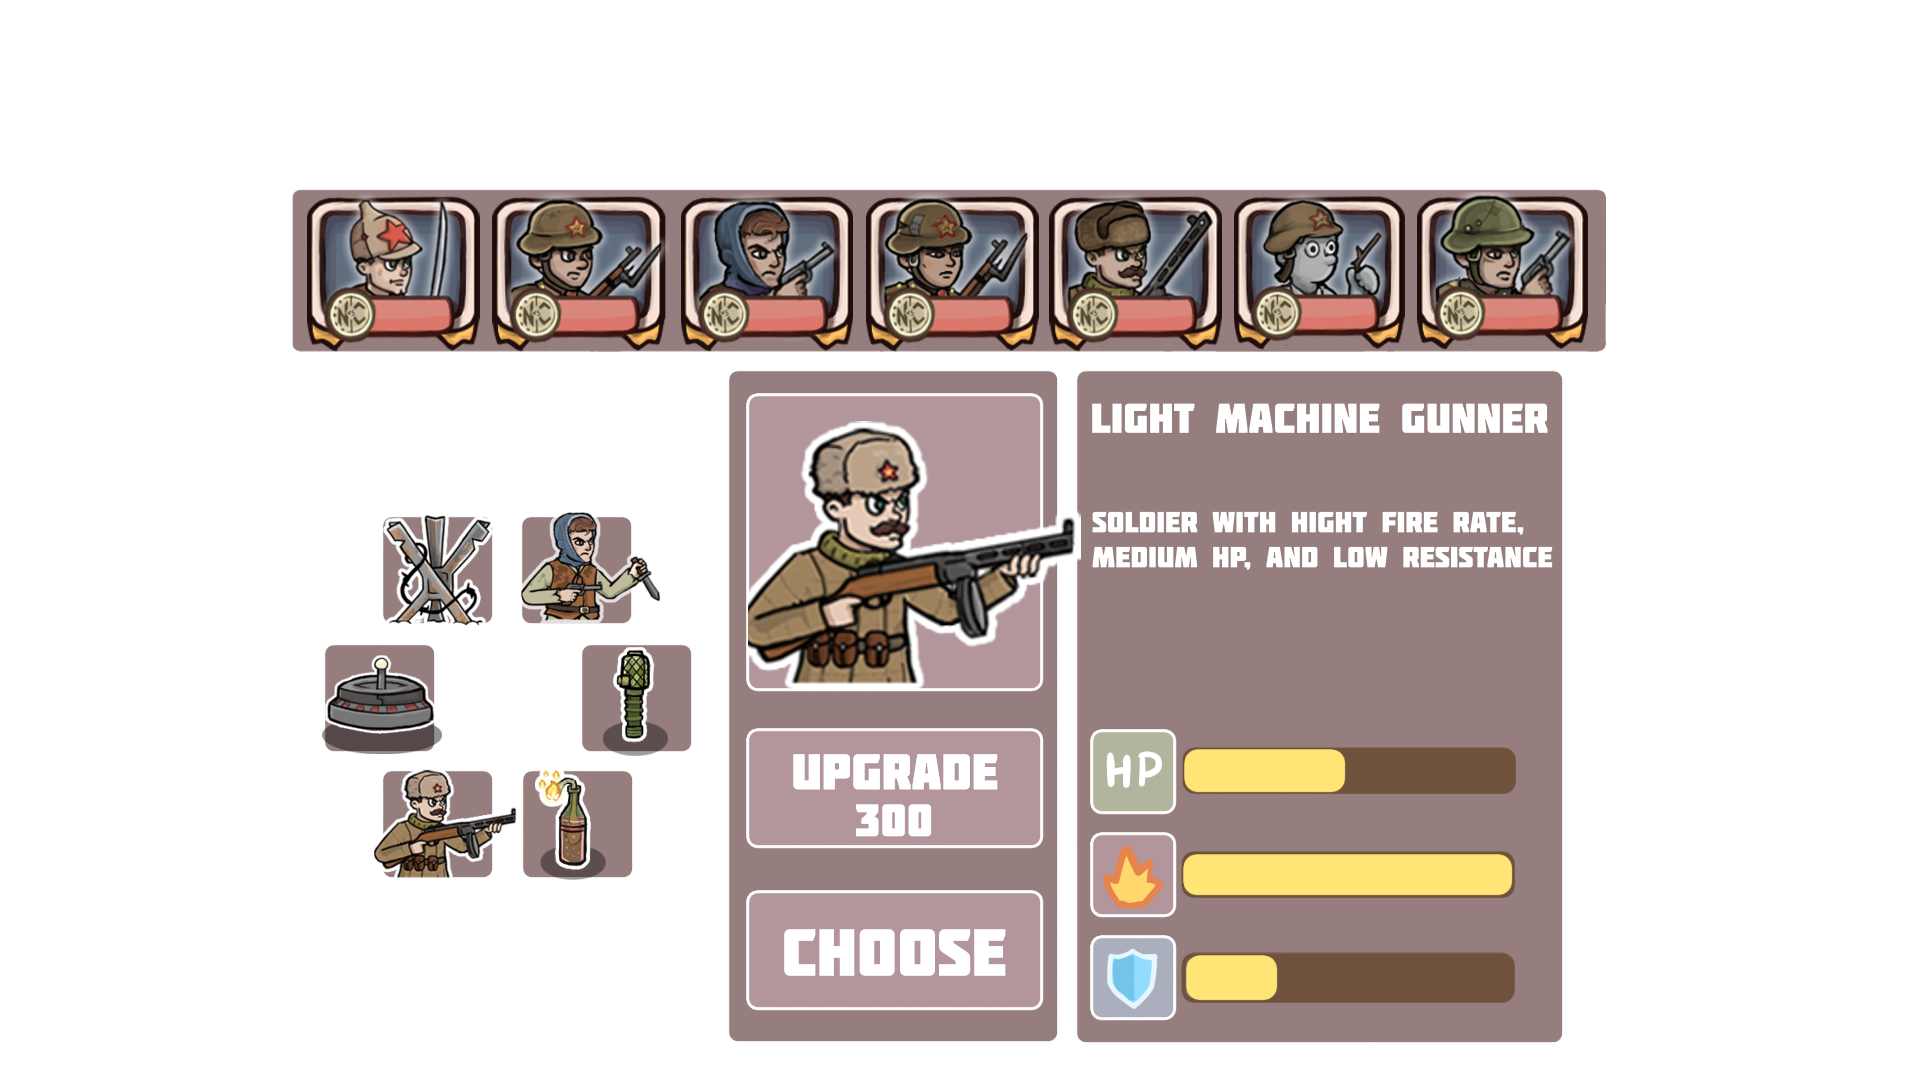 LIGHT MACHINE GUNNER
SOLDIER WITH HIGHT FIRE RATE,
MEDIUM HP, AND LOW RESISTANCE
UPGRADE
300
CHOOSE
HP